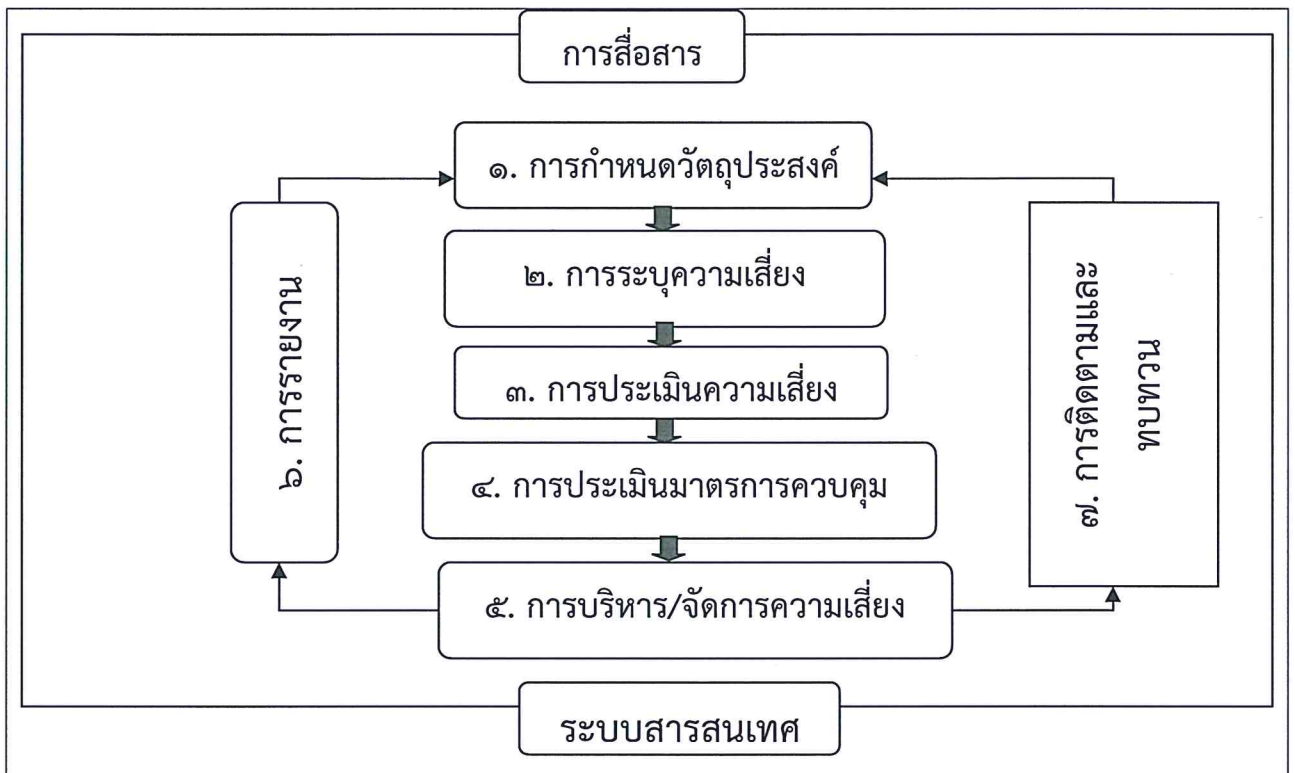 การสื่อสาร
๑. การกำหนดวัตถุประสงค์
๒. การระบุความเสี่ยง
๓. การประเมินความเสี่ยง
๔. การประเมินมาตรการควบคุม
๕. การบริหาร/จัดการความเสี่ยง
๖. การรายงาน
๗. การติดตามและ
ทบทวน
ระบบสารสนเทศ